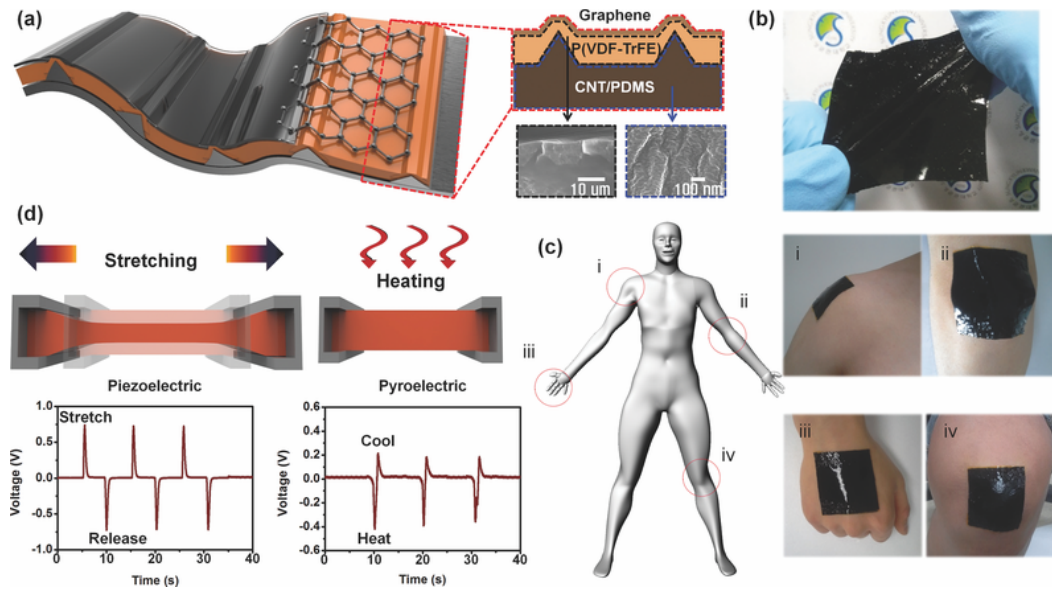 (a)
Graphene
P(VDF-TrFE)
CNT/PDMS
10 um
100 nm
(b)
(d)
Stretching
Heating
Piezoelectric
Pyroelectric
1.0
0.5
0.0
-0.5
-1.0
Voltage (V)
Stretch
Release
0 10 20 30 40
Time (s)
0.6
0.4
0.2
0.0
-0.2
-0.4
-0.6
Voltage (V)
Cool
Heat
0 10 20 30 40
Time (s)
(c)
i
ii
iii
iv
i
ii
iii
iv